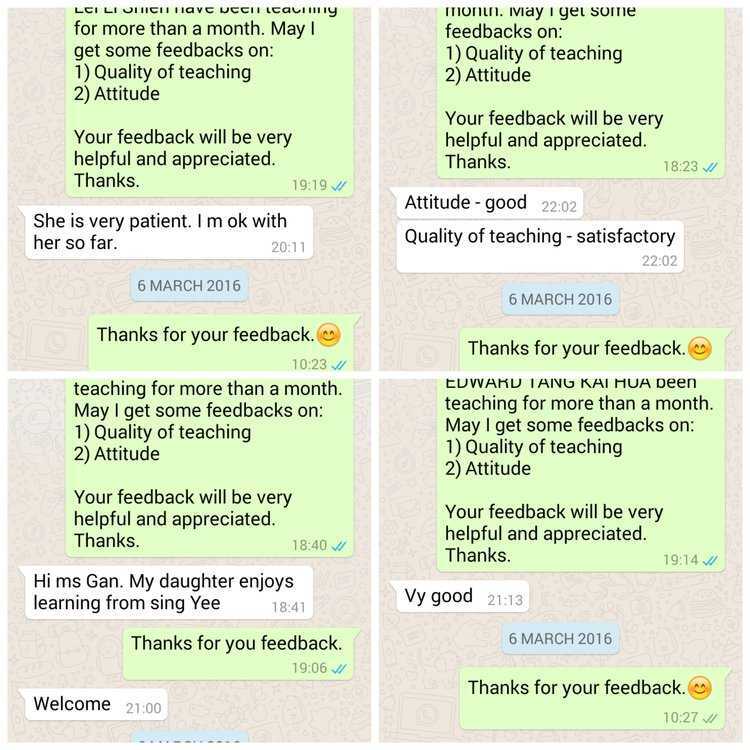 Lei Li Shien have been teaching
for more than a month. May I
get some feedbacks on:
1) Quality of teaching
2) Attitude
Your feedback will be very
helpful and appreciated.
Thanks.
19:19
She is very patient. I m ok with
her so far.
20:11
6 MARCH 2016
Thanks for your feedback.😊
10:23
month. May I get some
feedbacks on:
1) Quality of teaching
2) Attitude
Your feedback will be very
helpful and appreciated.
Thanks.
18:23
Attitude - good 22:02
Quality of teaching - satisfactory
22:02
6 MARCH 2016
Thanks for your feedback.😊
teaching for more than a month.
May I get some feedbacks on:
1) Quality of teaching
2) Attitude
Your feedback will be very
helpful and appreciated.
Thanks.
18:40
Hi ms Gan. My daughter enjoys
learning from sing Yee
18:41
Thanks for you feedback.
19:06
Welcome 21:00
EDWARD TANG KAI HUA been
teaching for more than a month.
May I get some feedbacks on:
1) Quality of teaching
2) Attitude
Your feedback will be very
helpful and appreciated.
Thanks.
19:14
Vy good 21:13
6 MARCH 2016
Thanks for your feedback.😊
10:27